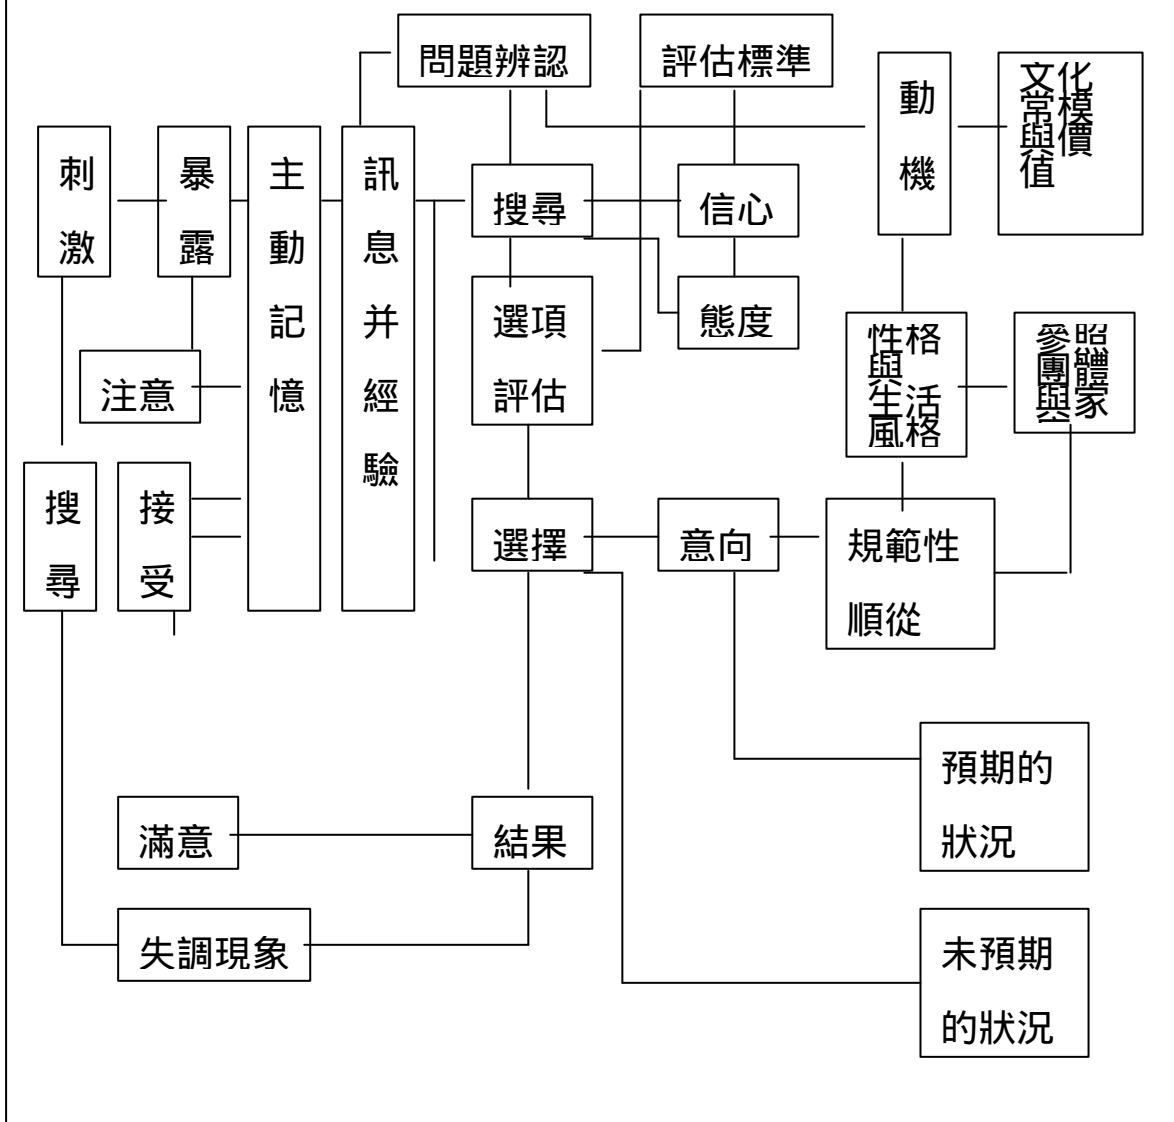 問題辨認
評估標準
動
機
文化
常模
與價
值
刺
激
暴
露
主
動
記
憶
訊
息
并
經
驗
搜尋
信心
選項
評估
態度
注意
性格
與
生活
風格
參照
團體
與家
搜
尋
接
受
選擇
意向
規範性
順從
預期的
狀況
滿意
結果
失調現象
未預期
的狀況